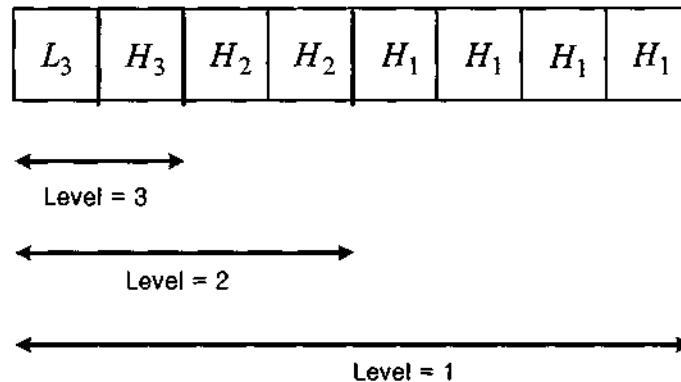 L₃ H₃ H₂ H₂ H₁ H₁ H₁ H₁
Level = 3
Level = 2
Level = 1